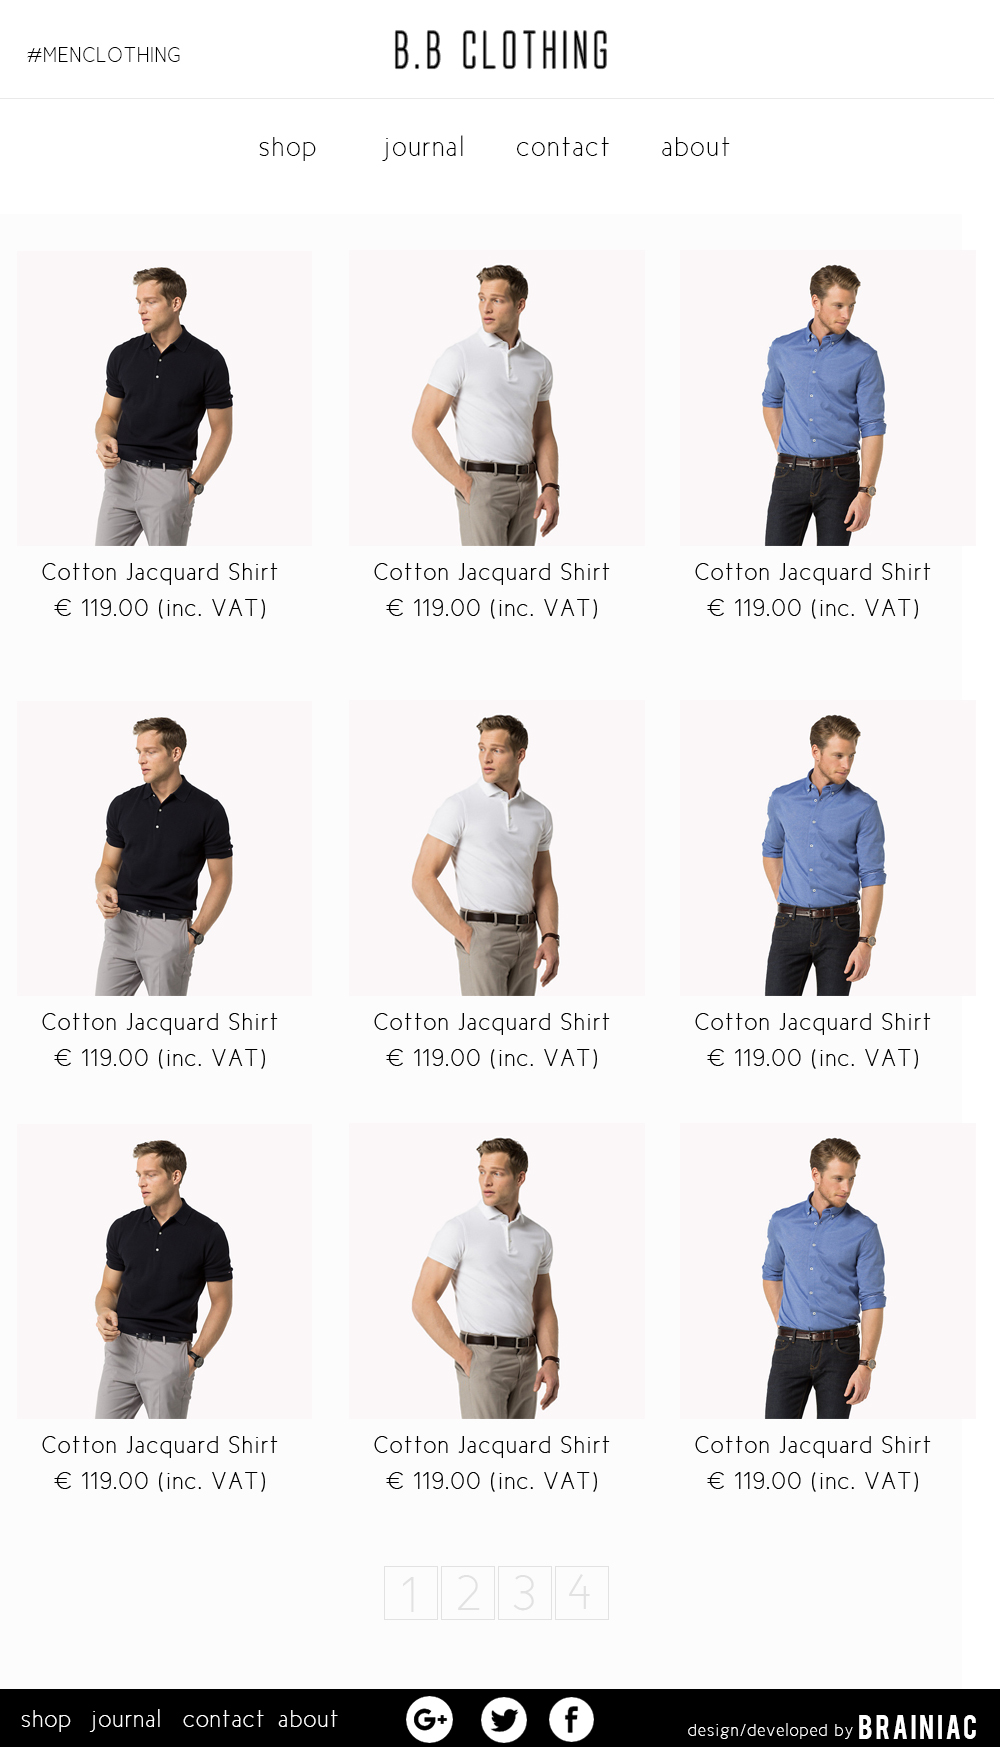 #MENCLOTHING
B.B CLOTHING
shop journal contact about
Cotton Jacquard Shirt
€ 119.00 (inc. VAT)
Cotton Jacquard Shirt
€ 119.00 (inc. VAT)
Cotton Jacquard Shirt
€ 119.00 (inc. VAT)
Cotton Jacquard Shirt
€ 119.00 (inc. VAT)
Cotton Jacquard Shirt
€ 119.00 (inc. VAT)
Cotton Jacquard Shirt
€ 119.00 (inc. VAT)
Cotton Jacquard Shirt
€ 119.00 (inc. VAT)
Cotton Jacquard Shirt
€ 119.00 (inc. VAT)
Cotton Jacquard Shirt
€ 119.00 (inc. VAT)
1 2 3 4
shop journal contact about
G+
f
design/developed by BRAINIAC